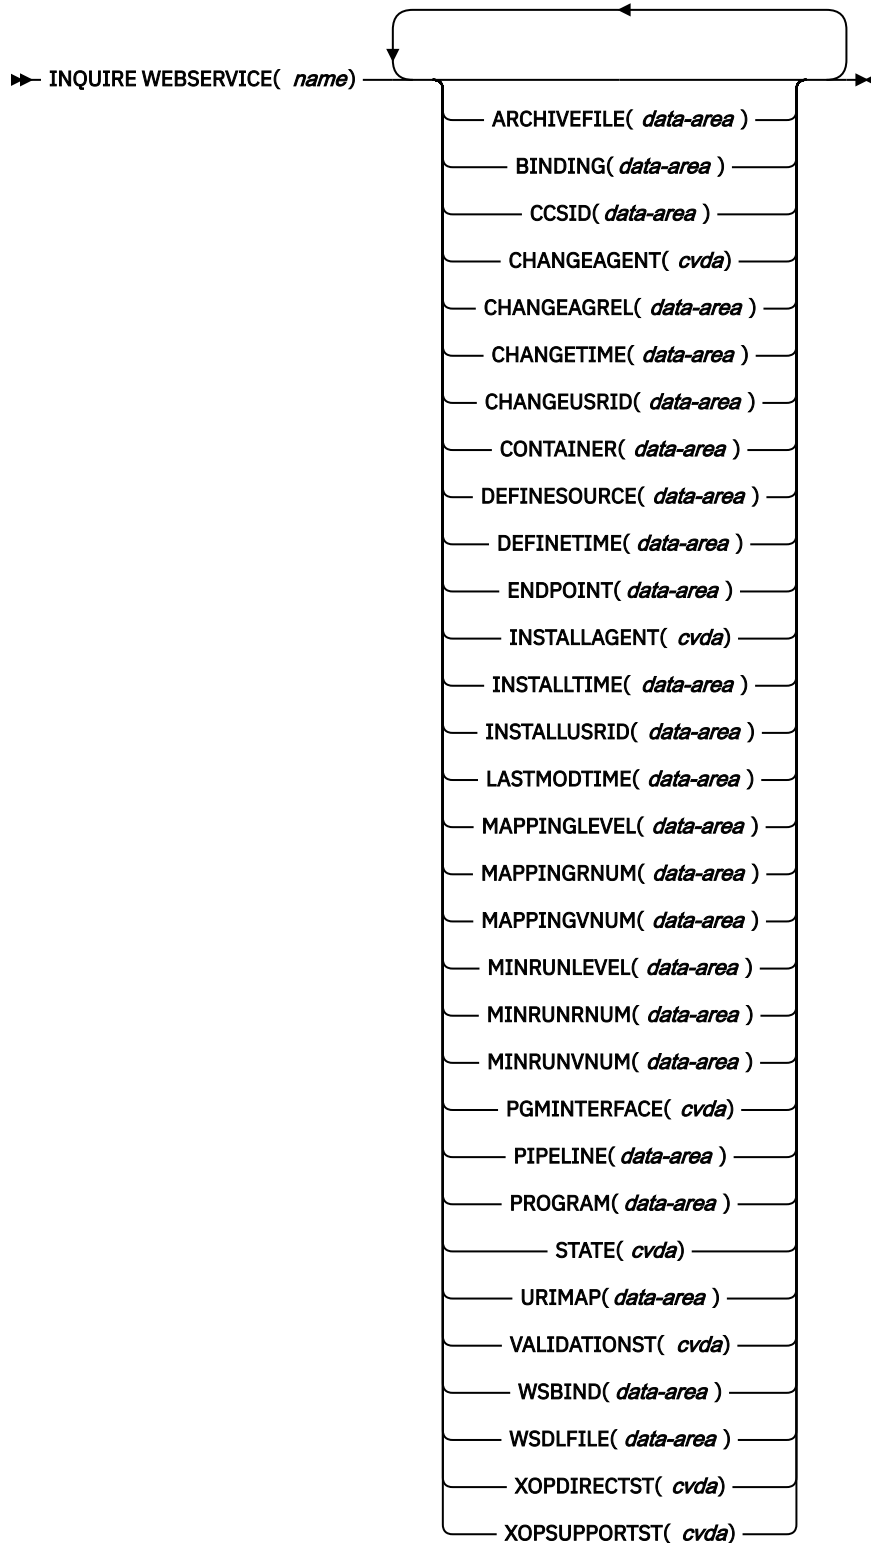 INQUIRE WEBSERVICE( name)
ARCHIVEFILE( data-area )
BINDING( data-area )
CCSID( data-area )
CHANGEAGENT( cvda)
CHANGEAGREL( data-area )
CHANGETIME( data-area )
CHANGEUSRID( data-area )
CONTAINER( data-area )
DEFINESOURCE( data-area )
DEFINETIME( data-area )
ENDPOINT( data-area )
INSTALLAGENT( cvda)
INSTALLTIME( data-area )
INSTALLUSRID( data-area )
LASTMODTIME( data-area )
MAPPINGLEVEL( data-area )
MAPPINGRNUM( data-area )
MAPPINGVNUM( data-area )
MINRUNLEVEL( data-area )
MINRUNRNUM( data-area )
MINRUNVNUM( data-area )
PGMINTERFACE( cvda)
PIPELINE( data-area )
PROGRAM( data-area )
STATE( cvda)
URIMAP( data-area )
VALIDATIONST( cvda)
WSBIND( data-area )
WSDLFILE( data-area )
XOPDIRECTST( cvda)
XOPSUPPORTST( cvda)